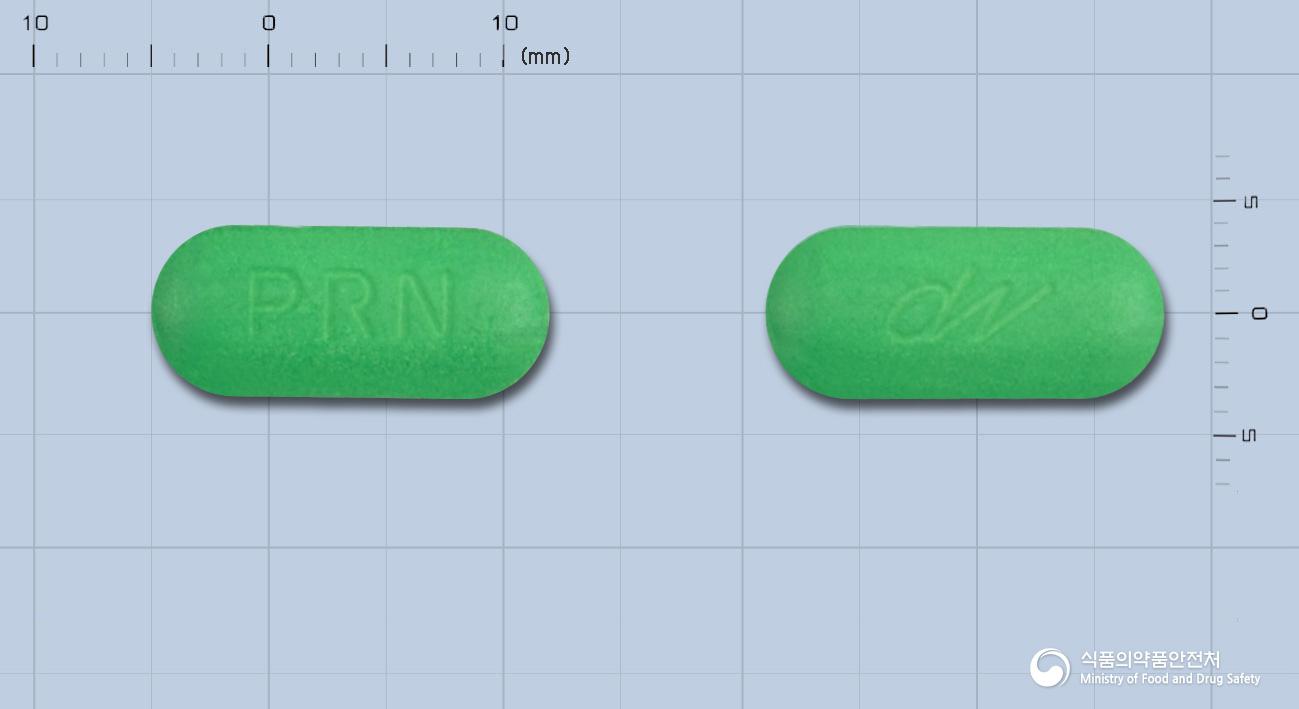 10 0 10
(mm)
PRN
dw
5
0
5
식품의약품안전처
Ministry of Food and Drug Safety